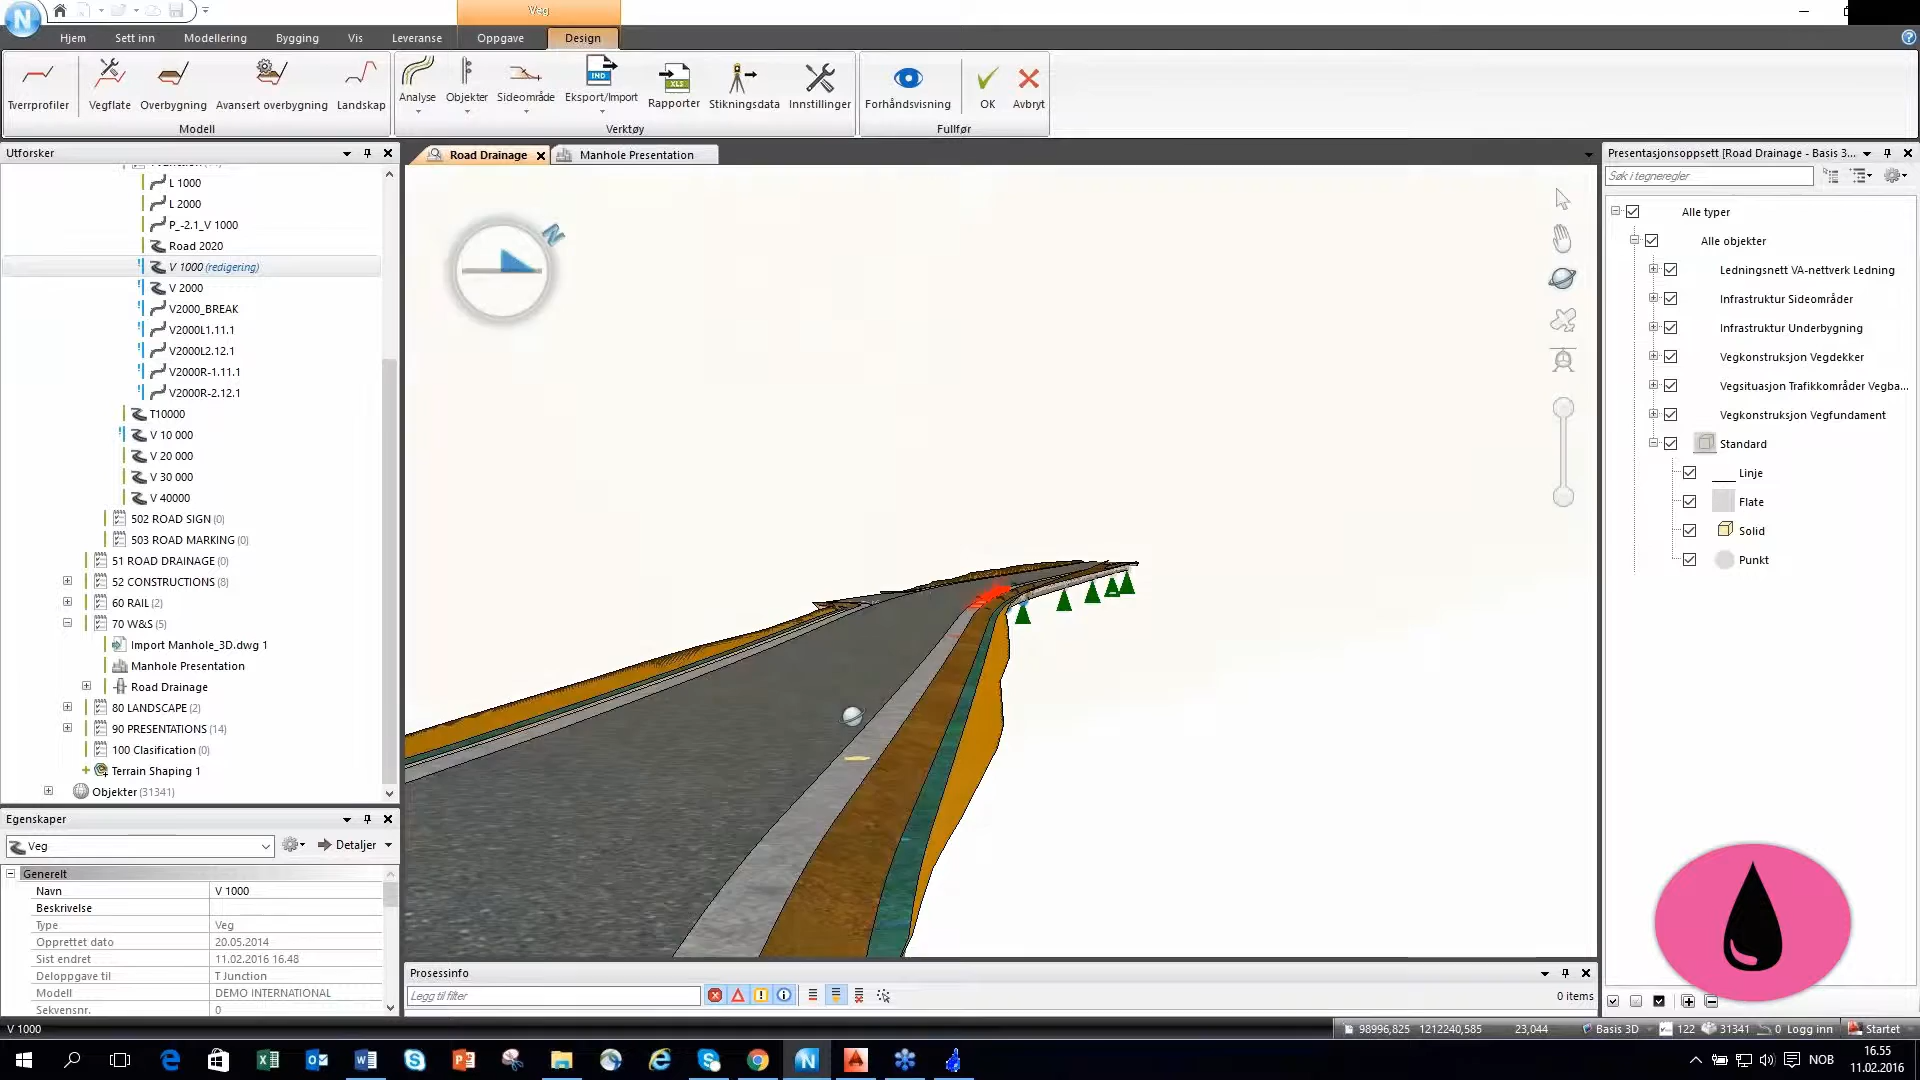 Veg
Hjem Sett inn Modellering Bygging Vis Leveranse Oppgave Design
Tverrprofiler Vegflate Overbygning Avansert overbygning Landskap
Modell
Analyse Objekter Sideområde Eksport/Import Rapporter Stikningsdata Innstillinger
Verktøy
Forhåndsvisning OK Avbryt
Fullfør
Utforsker
L 1000
L 2000
P_-2.1_V 1000
Road 2020
V 1000 (redigering)
V 2000
V2000_BREAK
V2000L1.11.1
V2000L2.12.1
V2000R-1.11.1
V2000R-2.12.1
T10000
V 10 000
V 20 000
V 30 000
V 40000
502 ROAD SIGN (0)
503 ROAD MARKING (0)
51 ROAD DRAINAGE (0)
52 CONSTRUCTIONS (8)
60 RAIL (2)
70 W&S (5)
Import Manhole_3D.dwg 1
Manhole Presentation
Road Drainage
80 LANDSCAPE (2)
90 PRESENTATIONS (14)
100 Clasification (0)
Terrain Shaping 1
Objekter (31341)
Egenskaper
Veg Detaljer
Generelt
Navn V 1000
Beskrivelse
Type Veg
Opprettet dato 20.05.2014
Sist endret 11.02.2016 16.48
Deloppgave til T Junction
Modell DEMO INTERNATIONAL
Sekvensnr. 0
Road Drainage Manhole Presentation
N
Prosessinfo
Legg til filter
0 items
Presentasjonsoppsett [Road Drainage - Basis 3...
Søk i tegneregler
Alle typer
Alle objekter
Ledningsnett VA-nettverk Ledning
Infrastruktur Sideområder
Infrastruktur Underbygning
Vegkonstruksjon Vegdekker
Vegsituasjon Trafikkområder Vegba...
Vegkonstruksjon Vegfundament
Standard
Linje
Flate
Solid
Punkt
V 1000 98996,825 1212240,585 23,044 Basis 3D 122 31341 0 Logg inn Startet
NOB
16.55
11.02.2016